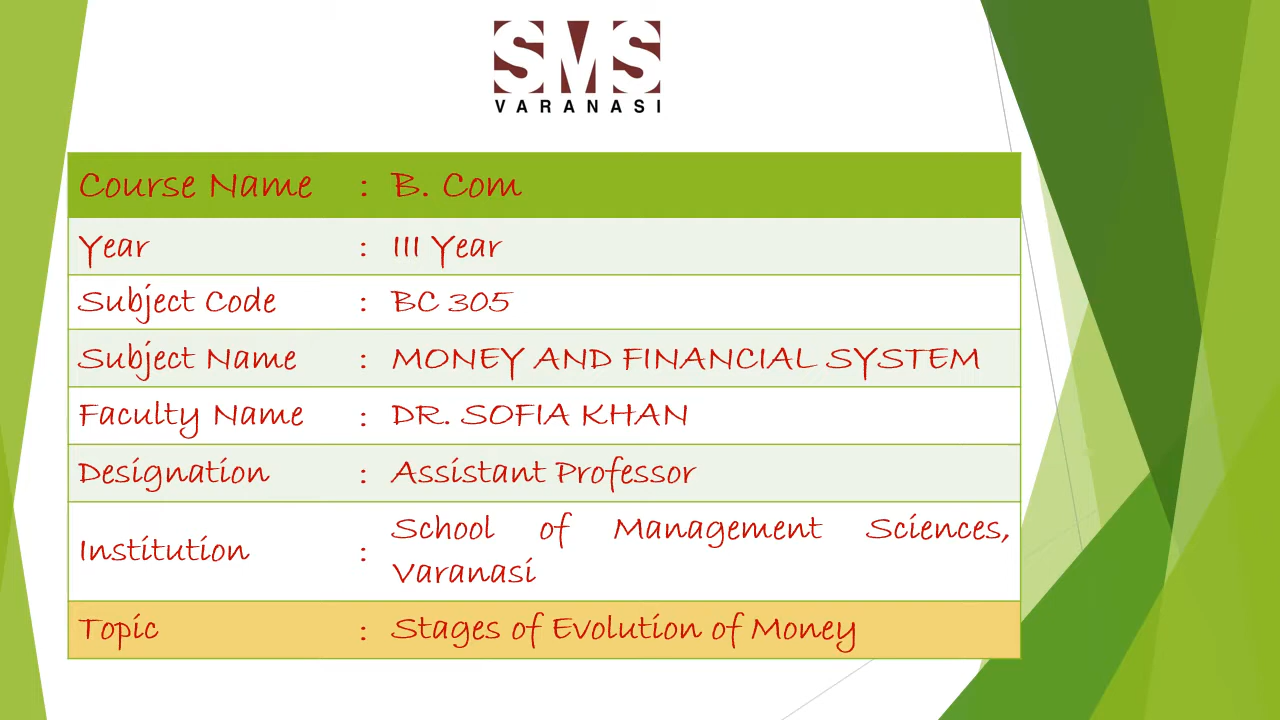 SMS
VARANASI
Course Name : B. Com
Year : III Year
Subject Code : BC 305
Subject Name : MONEY AND FINANCIAL SYSTEM
Faculty Name : DR. SOFIA KHAN
Designation : Assistant Professor
Institution : School of Management Sciences,
Varanasi
Topic : Stages of Evolution of Money